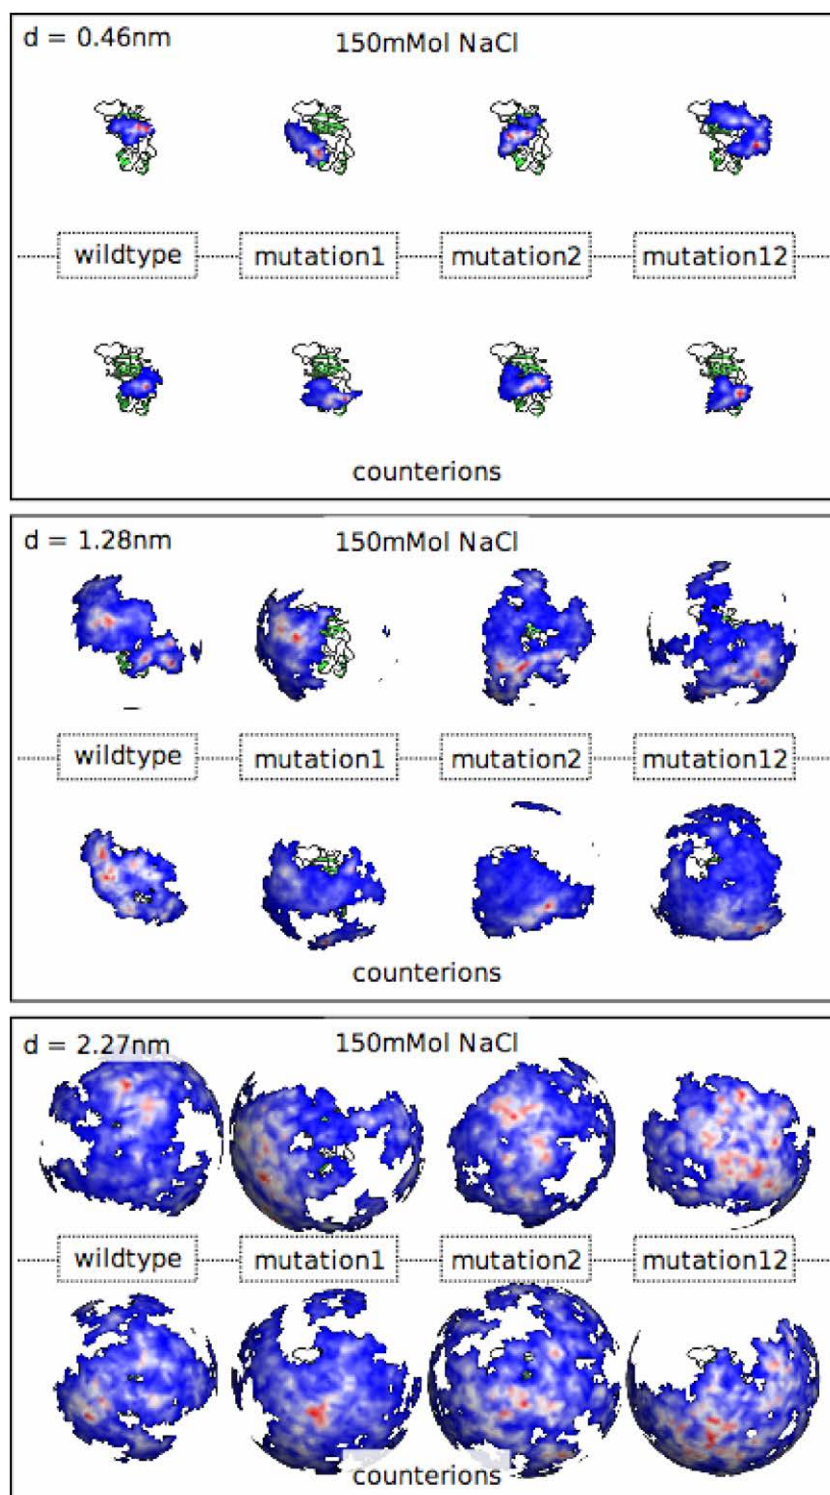 d = 0.46nm 150mMol NaCl
wildtype mutation1 mutation2 mutation12
counterions
d = 1.28nm 150mMol NaCl
wildtype mutation1 mutation2 mutation12
counterions
d = 2.27nm 150mMol NaCl
wildtype mutation1 mutation2 mutation12
counterions